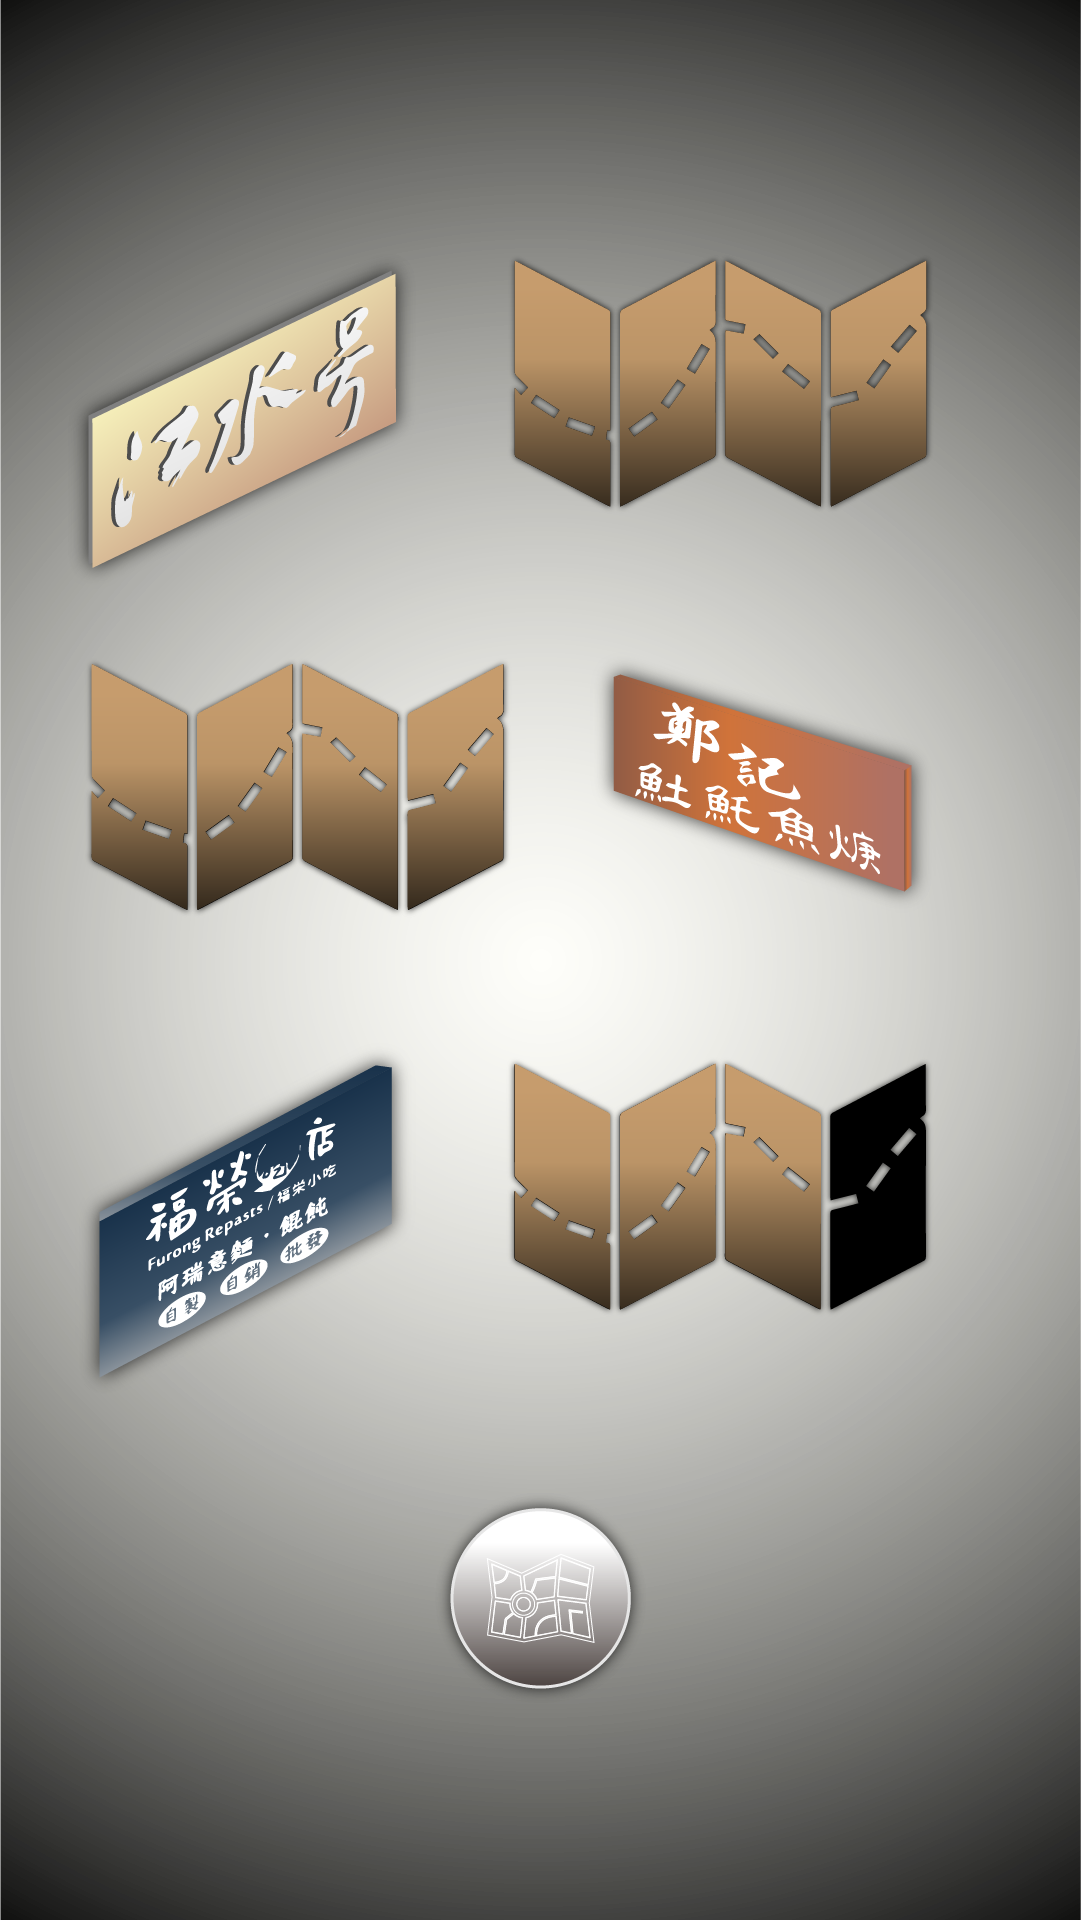 江水号
鄭記
魠魠魚焿
福榮店
Furong Repasts/福栄小吃
阿瑞意麵・餛飩
自製 自銷 批發